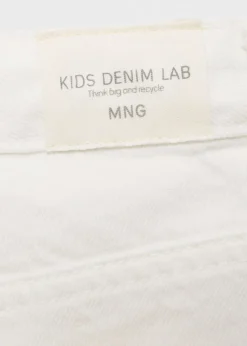 KIDS DENIM LAB
Think big and recycle
MNG